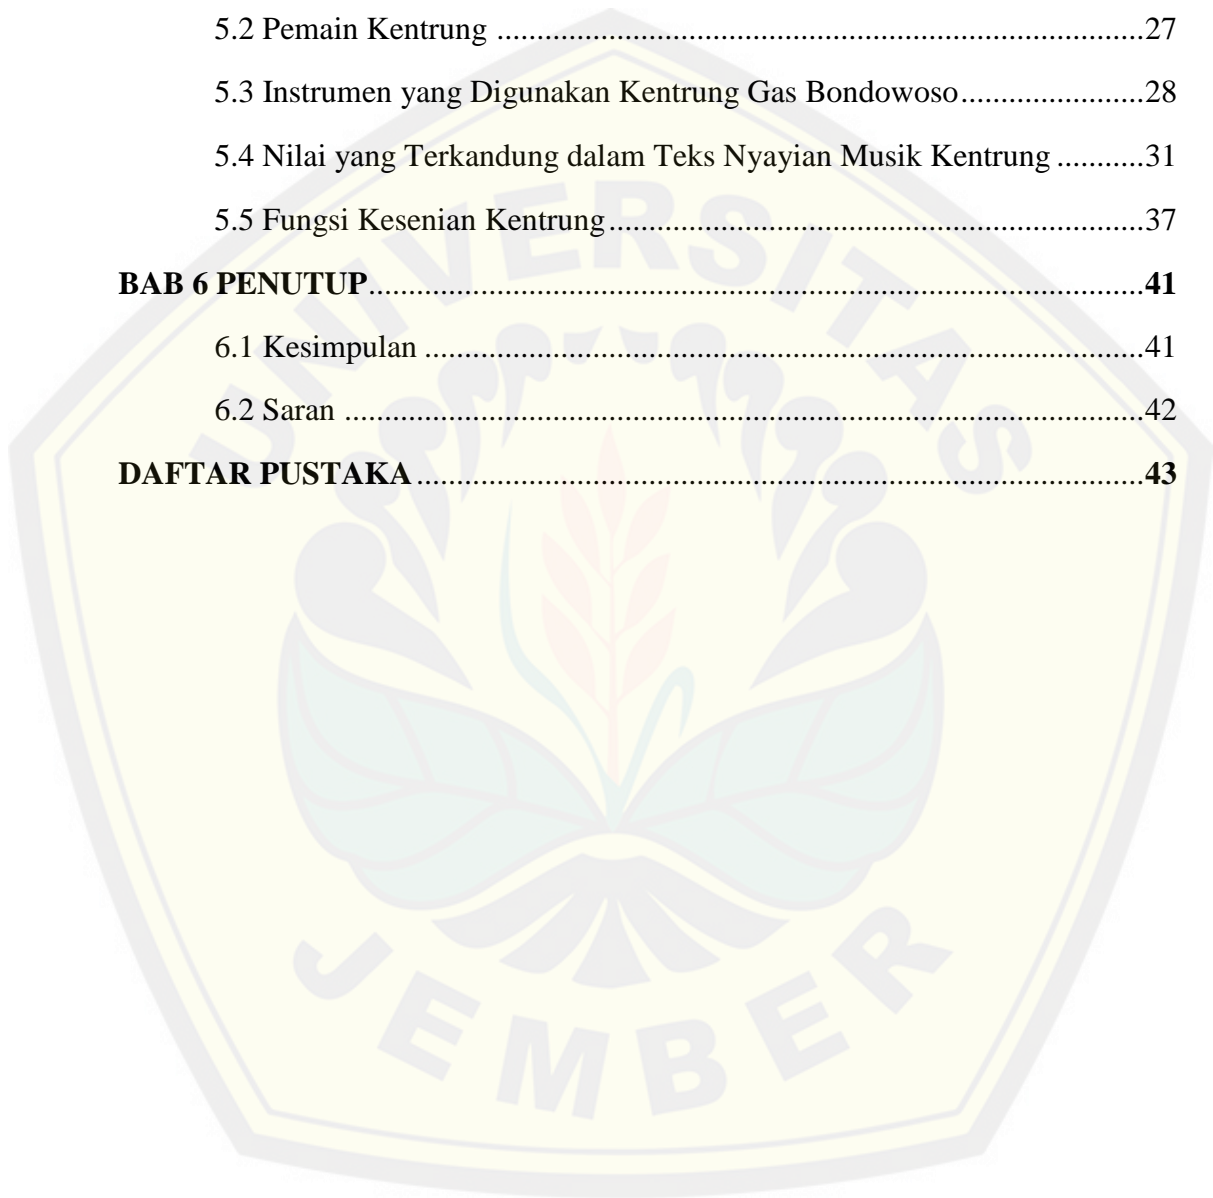 5.2 Pemain Kentrung ..................................................................................27
5.3 Instrumen yang Digunakan Kentrung Gas Bondowoso.......................28
5.4 Nilai yang Terkandung dalam Teks Nyayian Musik Kentrung ...........31
5.5 Fungsi Kesenian Kentrung....................................................................37
BAB 6 PENUTUP..................................................................................................41
6.1 Kesimpulan ...........................................................................................41
6.2 Saran .....................................................................................................42
DAFTAR PUSTAKA............................................................................................43
UNIVERSITAS
JEMBER